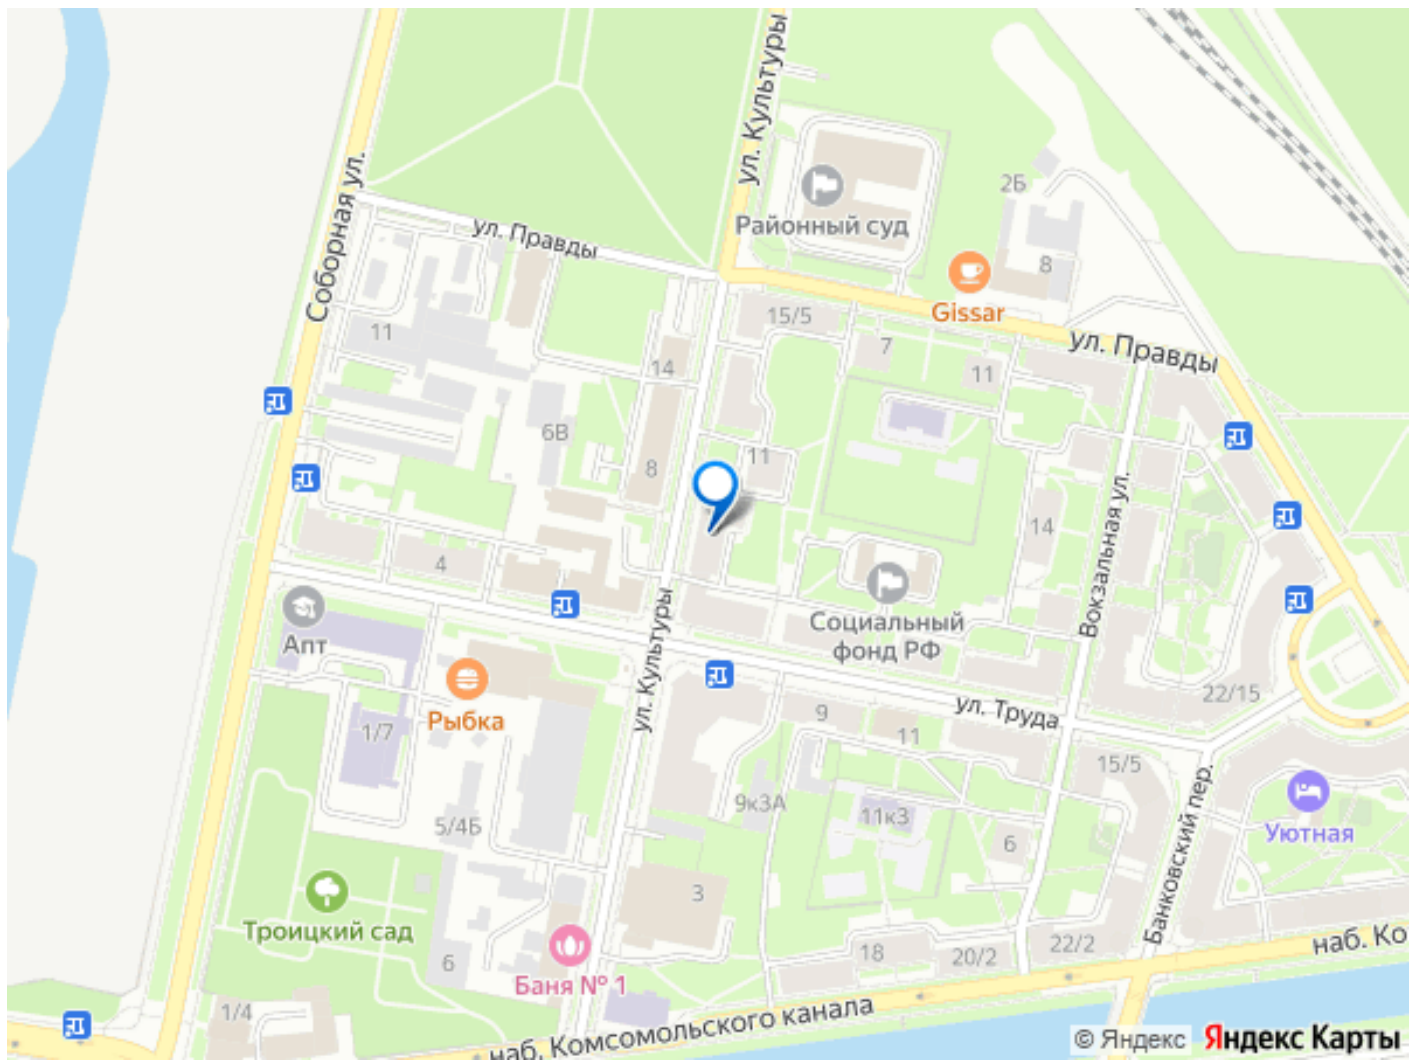 ул. Культуры
Соборная ул.
Районный суд
2Б
8
ул. Правды
Gissar
15/5
7
11
ул. Правды
11
14
6В
8
11
14
Вокзальная ул.
4
Апт
ул. Культуры
Социальный
фонд РФ
Рыбка
1/7
9
11
ул. Труда
22/15
15/5
Банковский пер.
9к3А
11к3
6
Уютная
5/4Б
3
Троицкий сад
6
Баня № 1
18
20/2
22/2
наб. Ко
1/4
наб. Комсомольского канала
© Яндекс Яндекс Карты